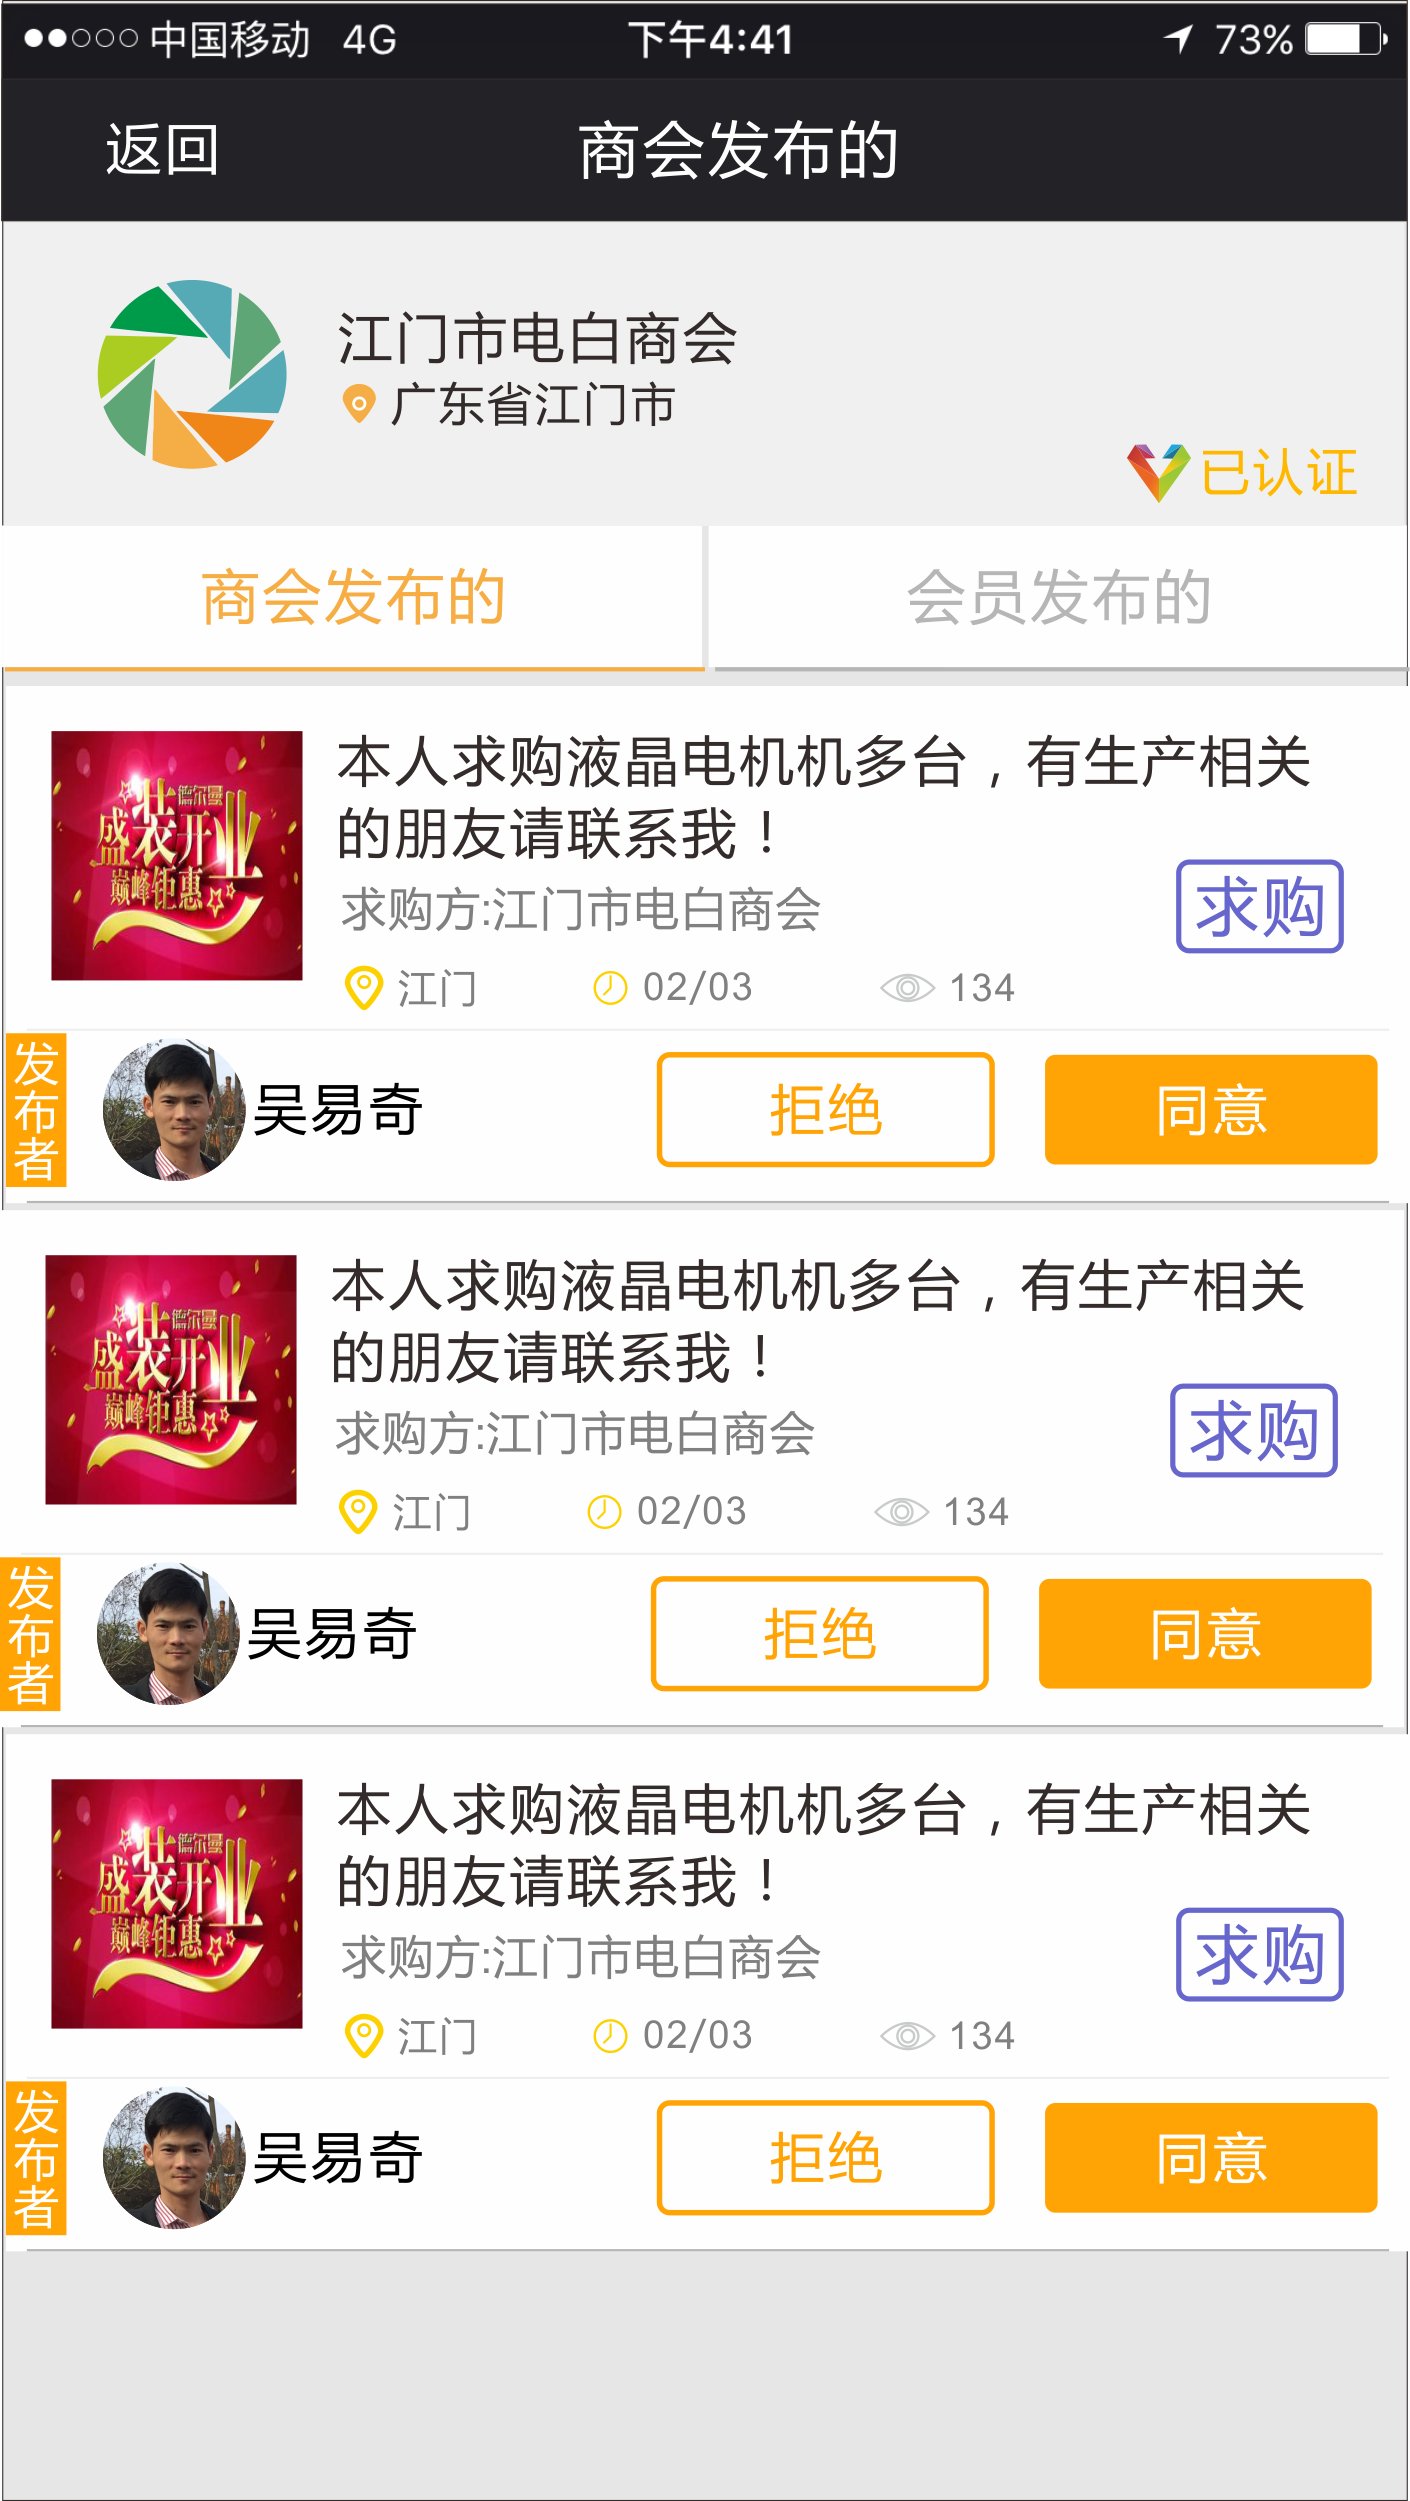 中国移动 4G 下午4:41 73%
返回 商会发布的
江门市电白商会
广东省江门市
已认证
商会发布的 会员发布的
德尔曼
盛装开业
巅峰钜惠
本人求购液晶电机机多台，有生产相关
的朋友请联系我！
求购方:江门市电白商会
求购
江门 02/03 134
发布者 吴易奇 拒绝 同意
德尔曼
盛装开业
巅峰钜惠
本人求购液晶电机机多台，有生产相关
的朋友请联系我！
求购方:江门市电白商会
求购
江门 02/03 134
发布者 吴易奇 拒绝 同意
德尔曼
盛装开业
巅峰钜惠
本人求购液晶电机机多台，有生产相关
的朋友请联系我！
求购方:江门市电白商会
求购
江门 02/03 134
发布者 吴易奇 拒绝 同意